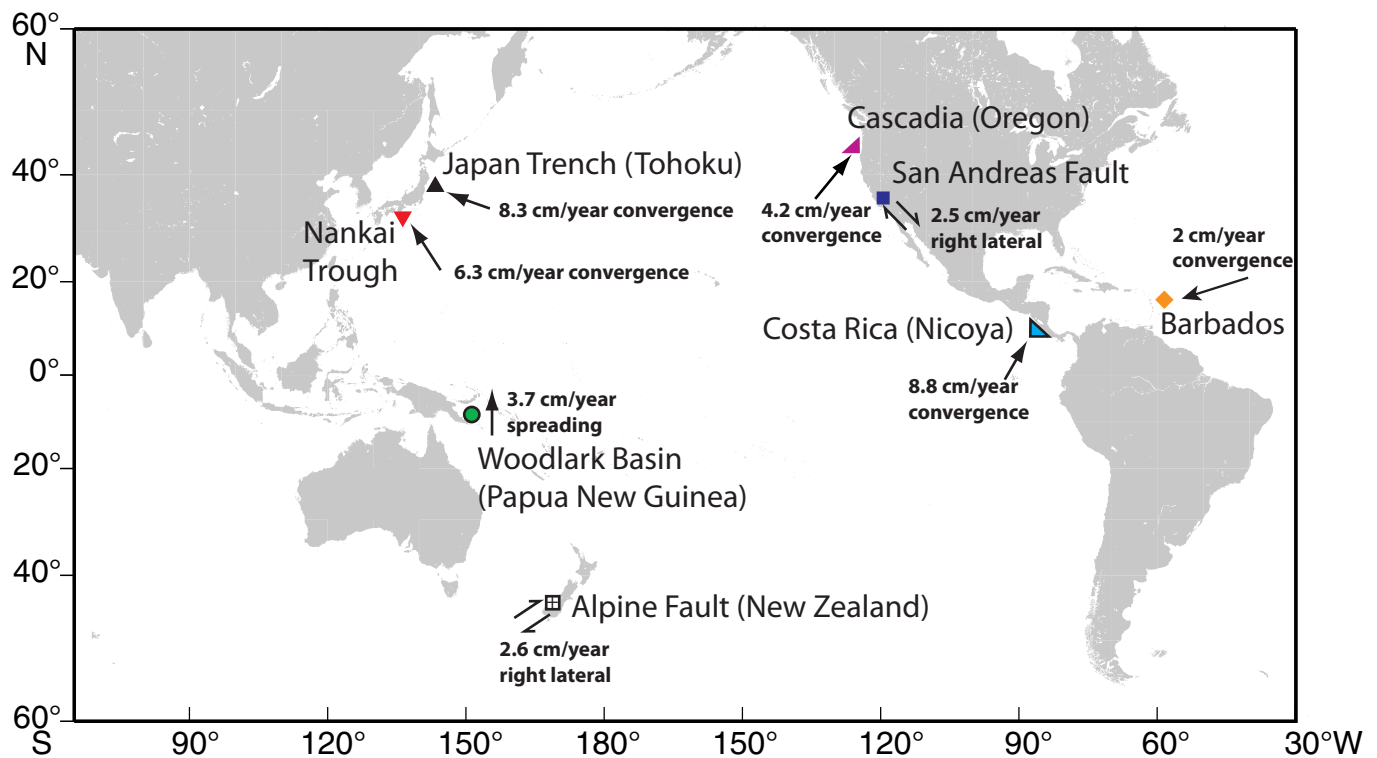 60°
N
Cascadia (Oregon)
Japan Trench (Tohoku)
40°
San Andreas Fault
8.3 cm/year convergence
4.2 cm/year
convergence
2.5 cm/year
right lateral
Nankai
Trough
6.3 cm/year convergence
2 cm/year
convergence
20°
Barbados
Costa Rica (Nicoya)
0°
8.8 cm/year
convergence
3.7 cm/year
spreading
Woodlark Basin
(Papua New Guinea)
20°
40°
Alpine Fault (New Zealand)
2.6 cm/year
right lateral
60°
S
90°
120°
150°
180°
150°
120°
90°
60°
30°W